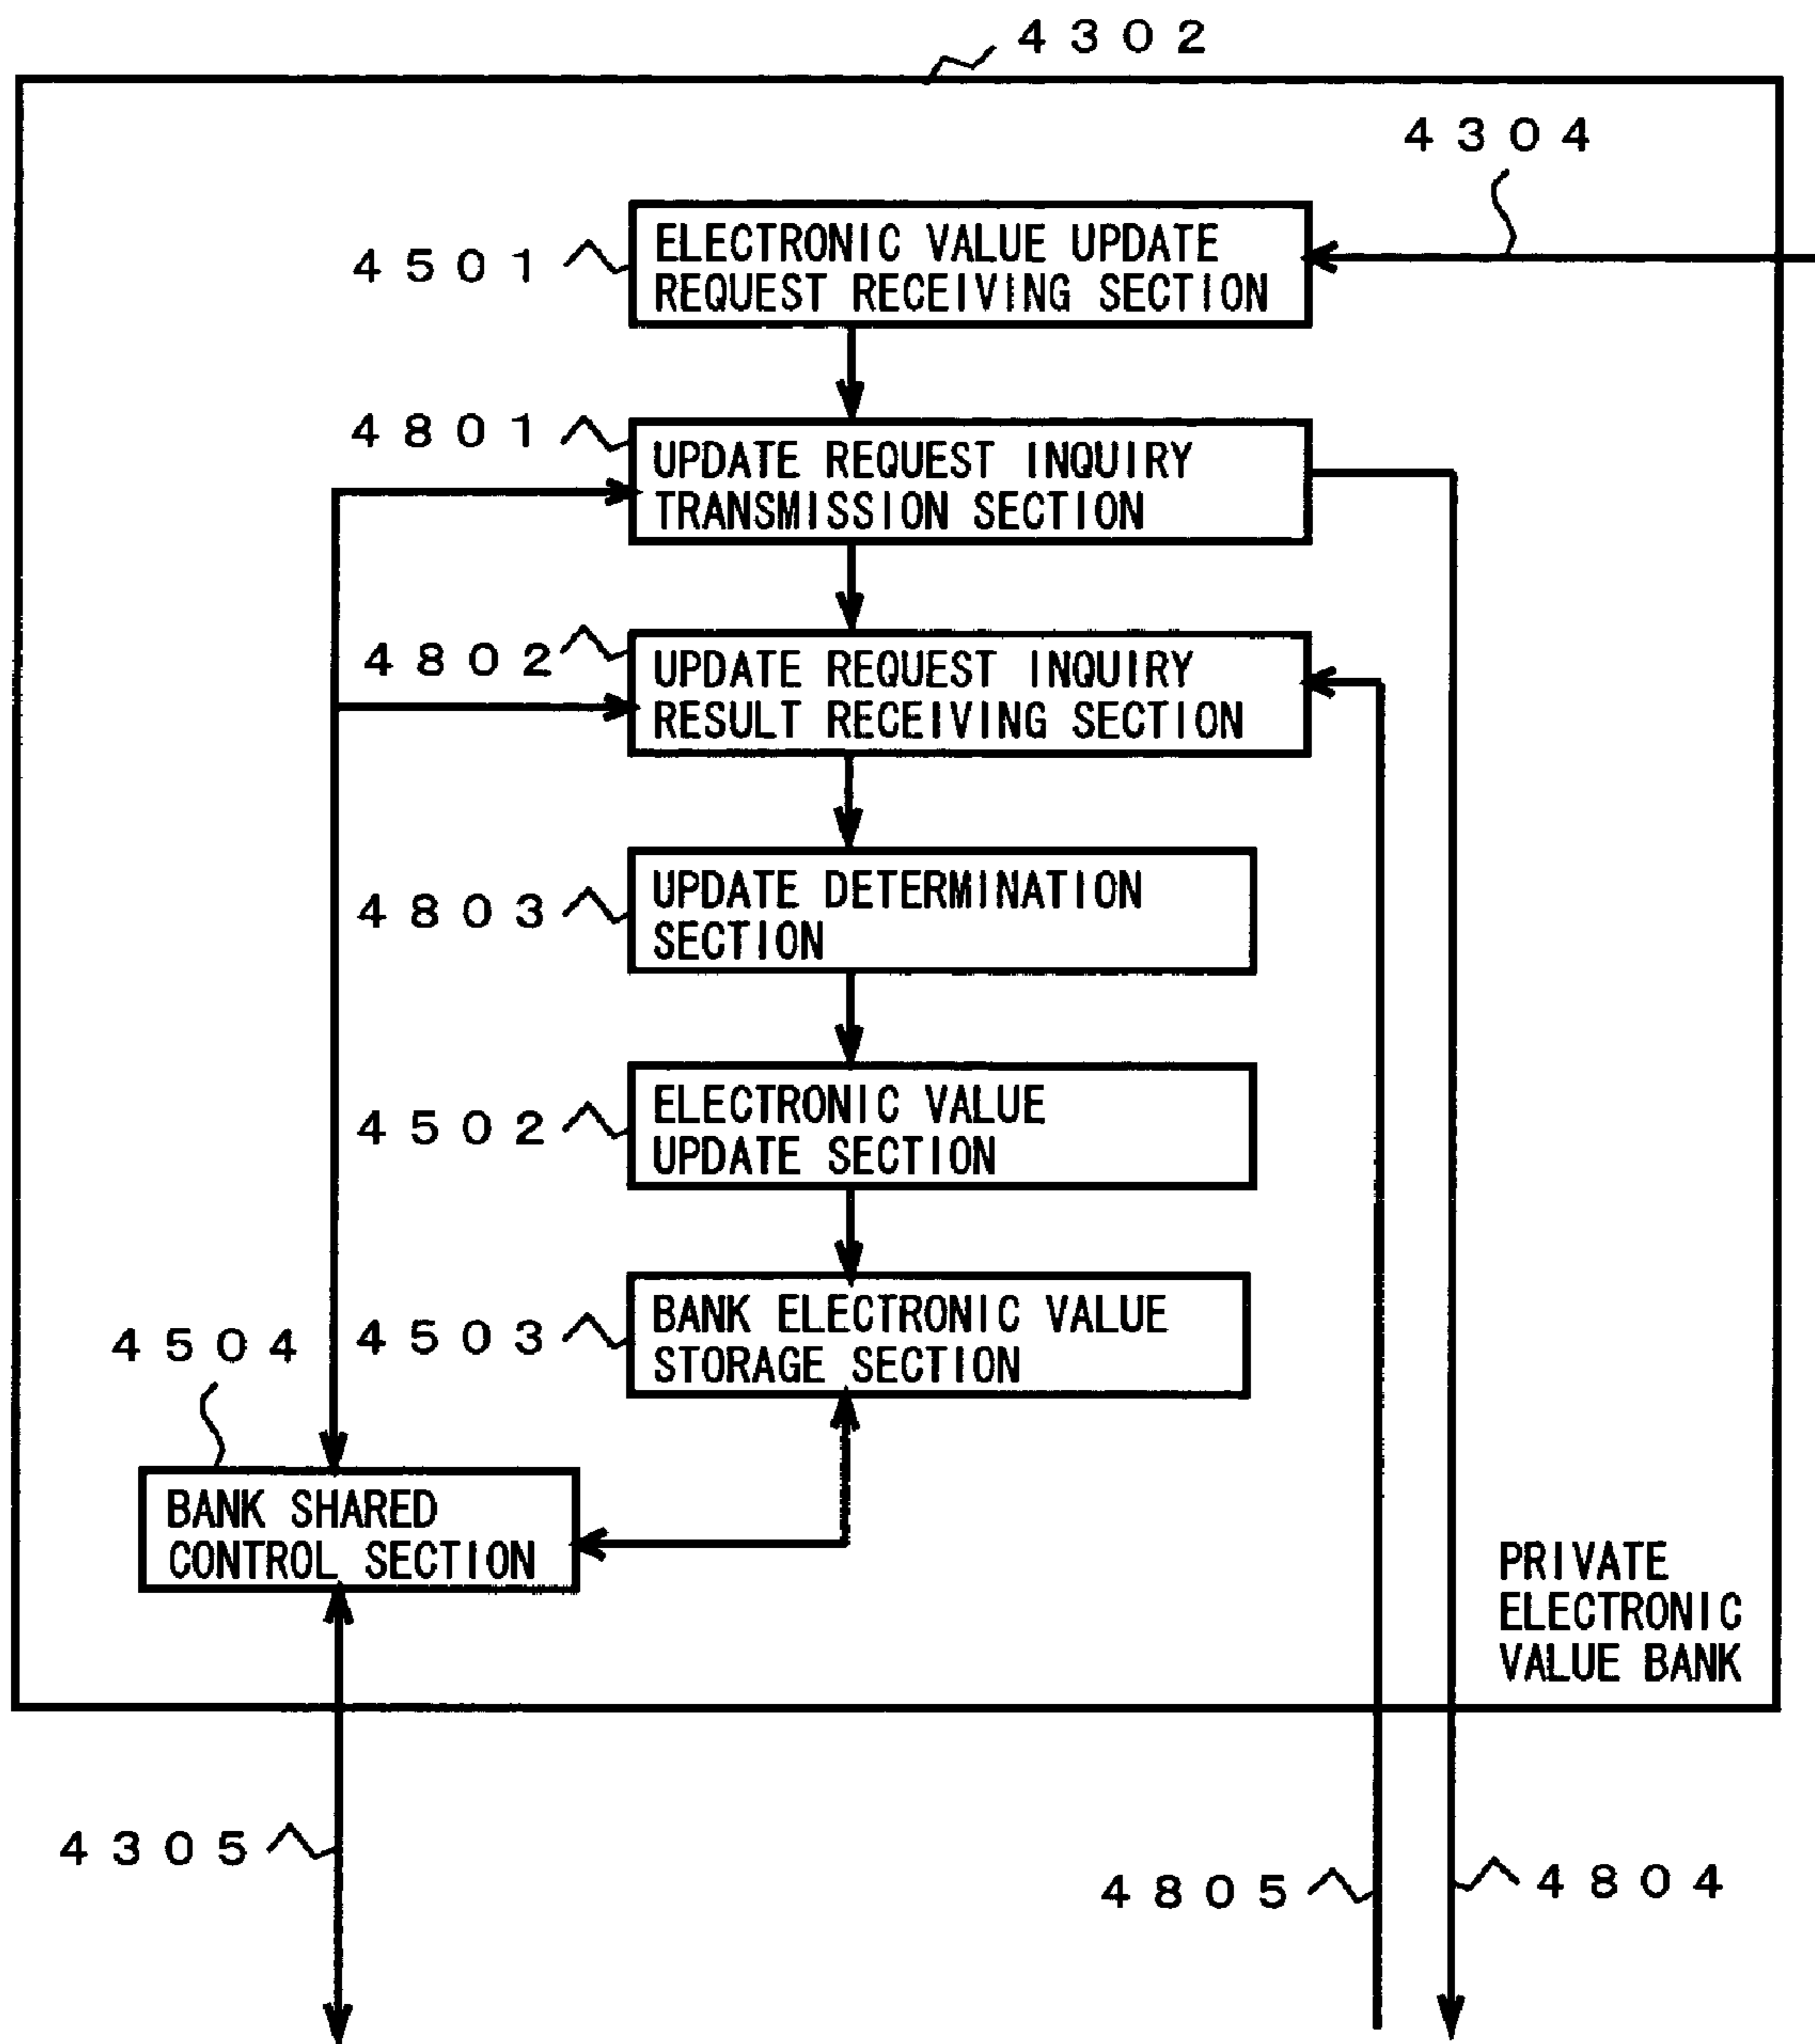 4302
4304
4501
ELECTRONIC VALUE UPDATE
REQUEST RECEIVING SECTION
4801
UPDATE REQUEST INQUIRY
TRANSMISSION SECTION
4802
UPDATE REQUEST INQUIRY
RESULT RECEIVING SECTION
4803
UPDATE DETERMINATION
SECTION
4502
ELECTRONIC VALUE
UPDATE SECTION
4503
BANK ELECTRONIC VALUE
STORAGE SECTION
4504
BANK SHARED
CONTROL SECTION
PRIVATE
ELECTRONIC
VALUE BANK
4305
4805
4804